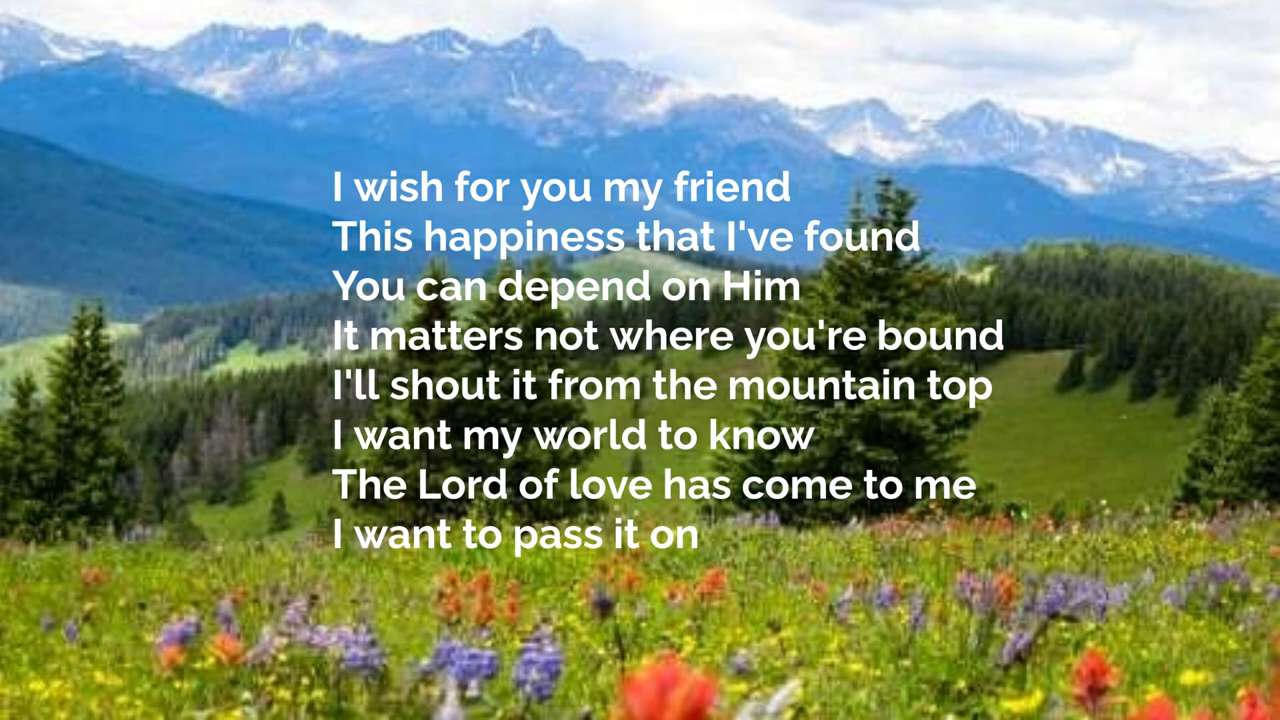 I wish for you my friend
This happiness that I've found
You can depend on Him
It matters not where you're bound
I'll shout it from the mountain top
I want my world to know
The Lord of love has come to me
I want to pass it on